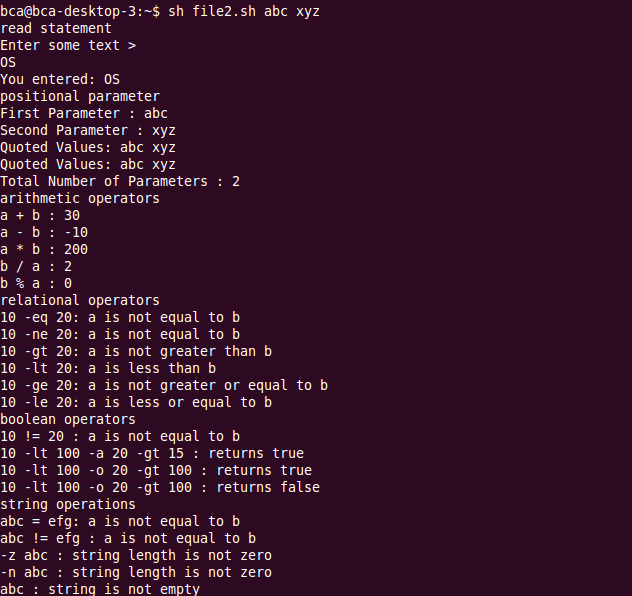 bca@bca-desktop-3:~$ sh file2.sh abc xyz
read statement
Enter some text >
OS
You entered: OS
positional parameter
First Parameter : abc
Second Parameter : xyz
Quoted Values: abc xyz
Quoted Values: abc xyz
Total Number of Parameters : 2
arithmetic operators
a + b : 30
a - b : -10
a * b : 200
b / a : 2
b % a : 0
relational operators
10 -eq 20: a is not equal to b
10 -ne 20: a is not equal to b
10 -gt 20: a is not greater than b
10 -lt 20: a is less than b
10 -ge 20: a is not greater or equal to b
10 -le 20: a is less or equal to b
boolean operators
10 != 20 : a is not equal to b
10 -lt 100 -a 20 -gt 15 : returns true
10 -lt 100 -o 20 -gt 100 : returns true
10 -lt 100 -o 20 -gt 100 : returns false
string operations
abc = efg: a is not equal to b
abc != efg : a is not equal to b
-z abc : string length is not zero
-n abc : string length is not zero
abc : string is not empty